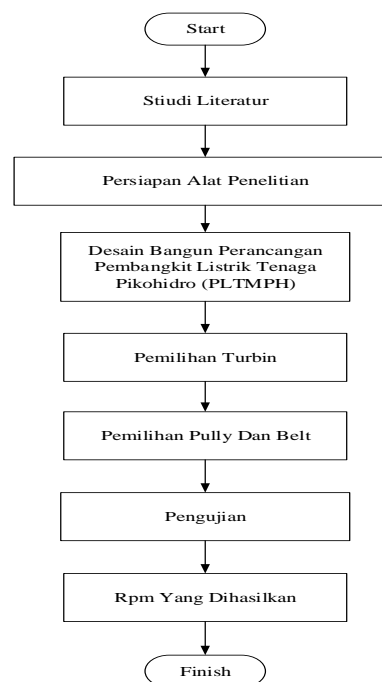 Start
Stiudi Literatur
Persiapan Alat Penelitian
Desain Bangun Perancangan
Pembangkit Listrik Tenaga
Pikohidro (PLTMPH)
Pemilihan Turbin
Pemilihan Pully Dan Belt
Pengujian
Rpm Yang Dihasilkan
Finish